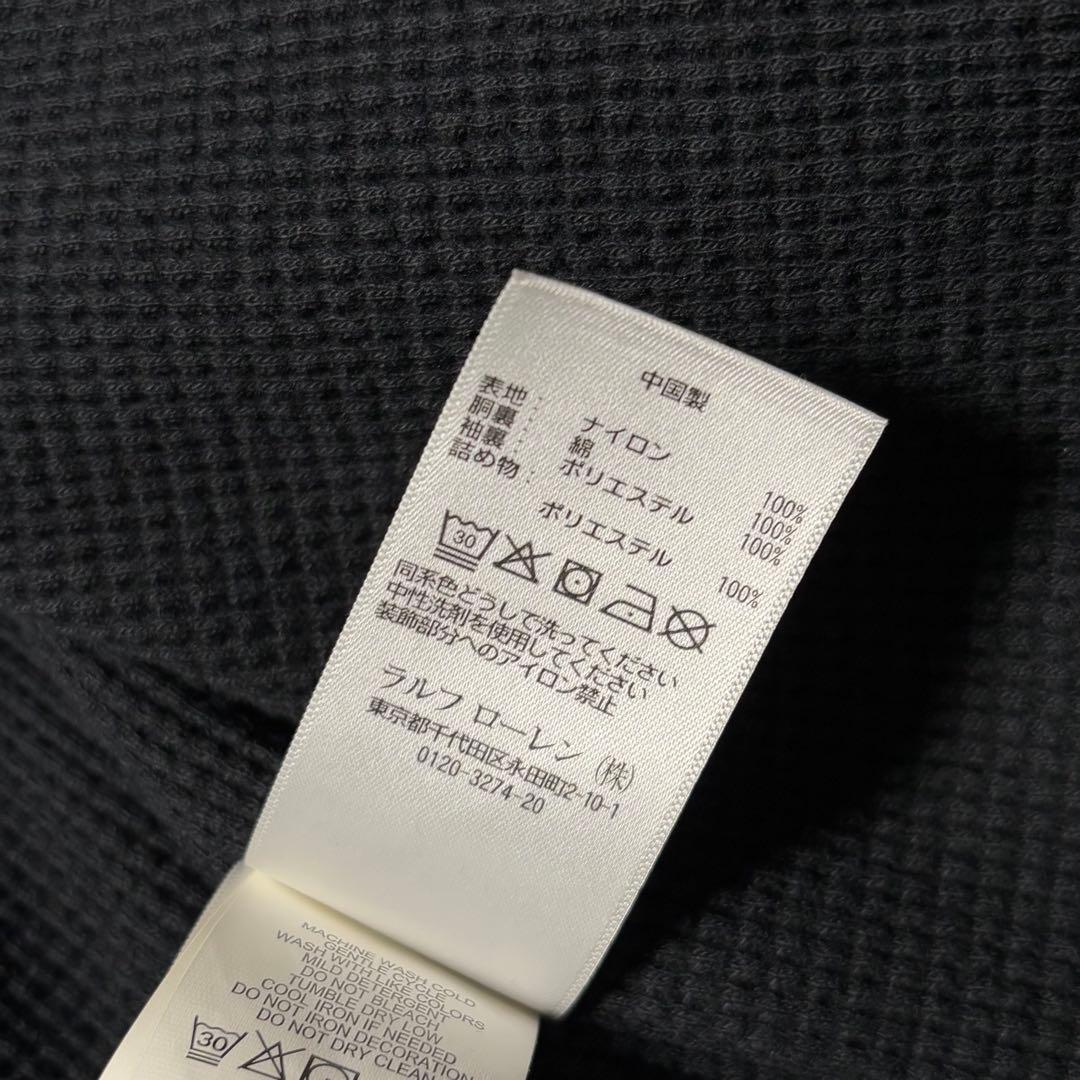 中国製
表地: ナイロン 100%
胴裏: 綿 100%
袖裏: ポリエステル 100%
詰め物: ポリエステル 100%
30
同系色どうしで洗ってください
中性洗剤を使用してください
装飾部分へのアイロン禁止
ラルフ ローレン (株)
東京都千代田区永田町2-10-1
0120-3274-20
MACHINE WASH COLD
GENTLE CYCLE
WASH WITH LIKE COLORS
MILD DETERGENT
DO NOT BLEACH
TUMBLE DRY LOW
COOL IRON IF NEEDED
DO NOT IRON DECORATION
DO NOT DRY CLEAN
30